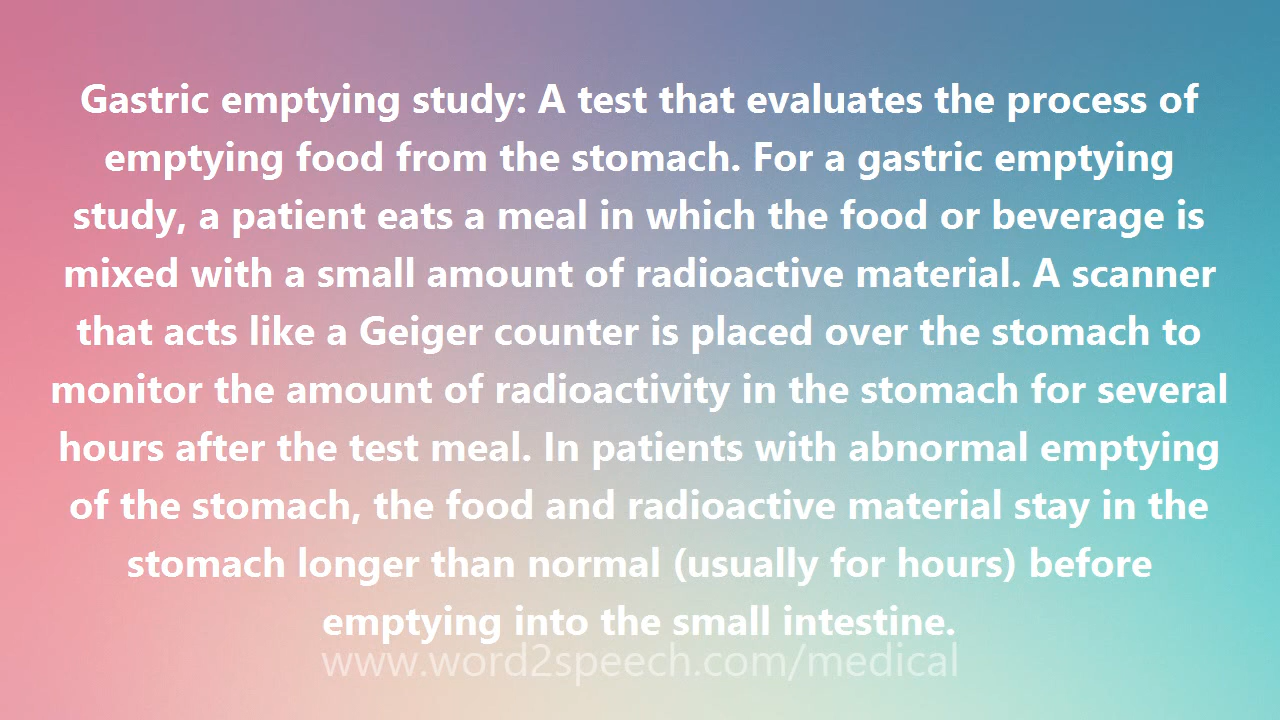 Gastric emptying study: A test that evaluates the process of
emptying food from the stomach. For a gastric emptying
study, a patient eats a meal in which the food or beverage is
mixed with a small amount of radioactive material. A scanner
that acts like a Geiger counter is placed over the stomach to
monitor the amount of radioactivity in the stomach for several
hours after the test meal. In patients with abnormal emptying
of the stomach, the food and radioactive material stay in the
stomach longer than normal (usually for hours) before
emptying into the small intestine.
www.word2speech.com/medical